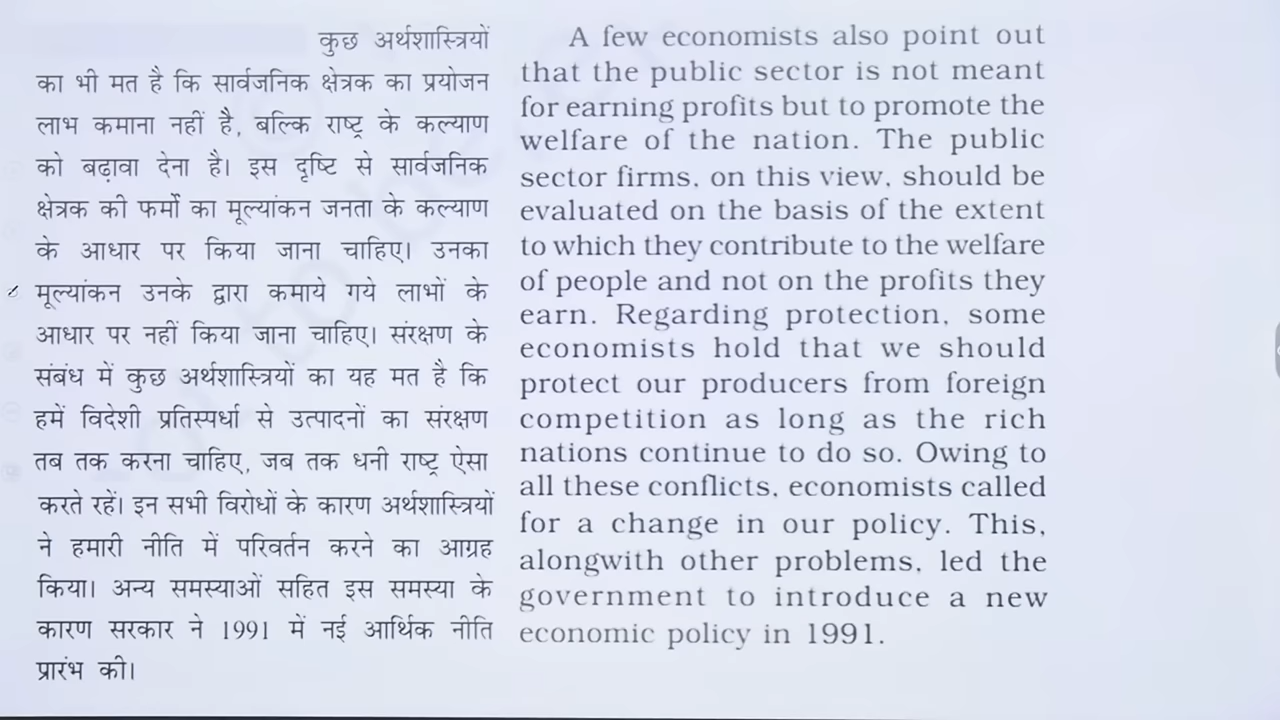 कुछ अर्थशास्त्रियों
का भी मत है कि सार्वजनिक क्षेत्रक का प्रयोजन
लाभ कमाना नहीं है, बल्कि राष्ट्र के कल्याण
को बढ़ावा देना है। इस दृष्टि से सार्वजनिक
क्षेत्रक की फर्मों का मूल्यांकन जनता के कल्याण
के आधार पर किया जाना चाहिए। उनका
मूल्यांकन उनके द्वारा कमाये गये लाभों के
आधार पर नहीं किया जाना चाहिए। संरक्षण के
संबंध में कुछ अर्थशास्त्रियों का यह मत है कि
हमें विदेशी प्रतिस्पर्धा से उत्पादनों का संरक्षण
तब तक करना चाहिए, जब तक धनी राष्ट्र ऐसा
करते रहें। इन सभी विरोधों के कारण अर्थशास्त्रियों
ने हमारी नीति में परिवर्तन करने का आग्रह
किया। अन्य समस्याओं सहित इस समस्या के
कारण सरकार ने 1991 में नई आर्थिक नीति
प्रारंभ की।
A few economists also point out
that the public sector is not meant
for earning profits but to promote the
welfare of the nation. The public
sector firms, on this view, should be
evaluated on the basis of the extent
to which they contribute to the welfare
of people and not on the profits they
earn. Regarding protection, some
economists hold that we should
protect our producers from foreign
competition as long as the rich
nations continue to do so. Owing to
all these conflicts, economists called
for a change in our policy. This,
alongwith other problems, led the
government to introduce a new
economic policy in 1991.